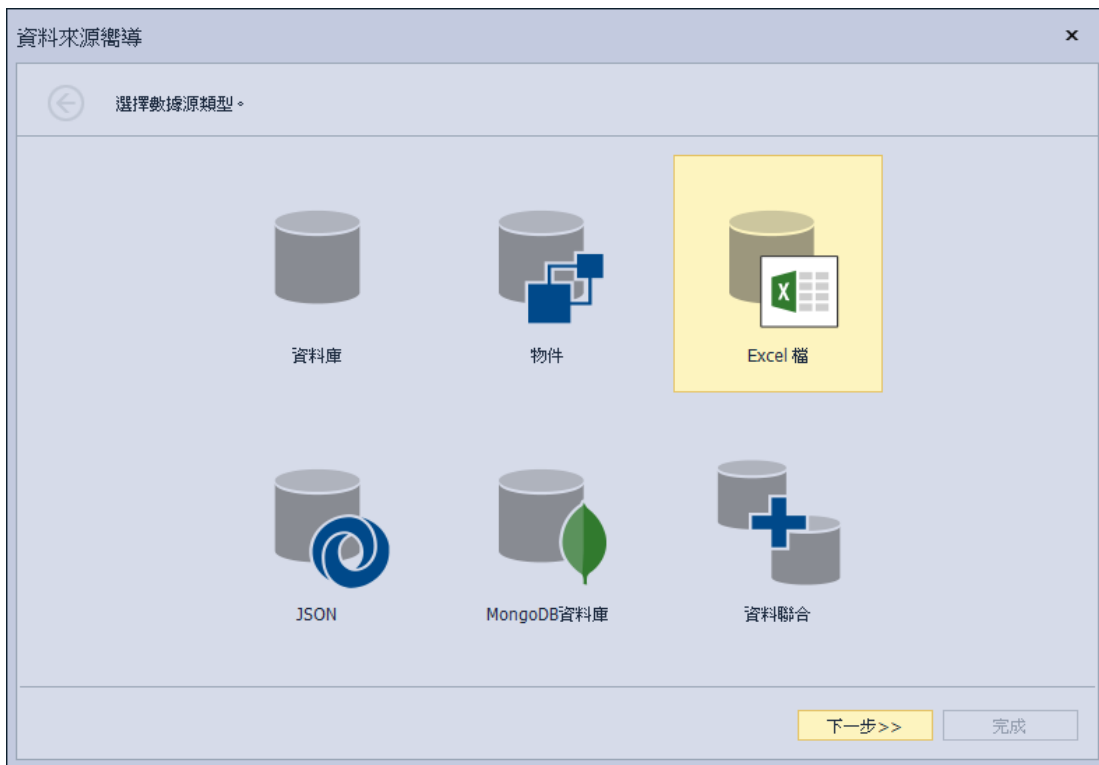 資料來源嚮導
選擇數據源類型。
資料庫
物件
X
Excel 檔
JSON
MongoDB資料庫
資料聯合
下一步>>
完成